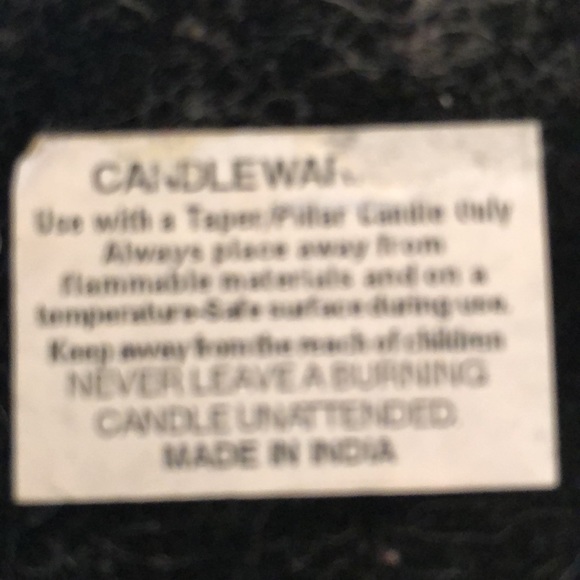 CANDLEWAR
Use with a Taper/Pillar Candle Only
Always place away from
flammable materials and on a
temperature-Safe surface during use.
Keep away from the reach of children
NEVER LEAVE A BURNING
CANDLE UNATTENDED.
MADE IN INDIA